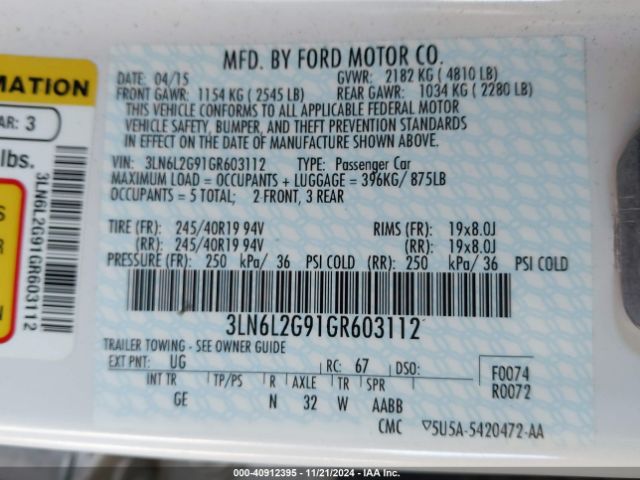 MFD. BY FORD MOTOR CO.
DATE: 04/15 GVWR: 2182 KG ( 4810 LB)
FRONT GAWR: 1154 KG ( 2545 LB) REAR GAWR: 1034 KG ( 2280 LB)
THIS VEHICLE CONFORMS TO ALL APPLICABLE FEDERAL MOTOR
VEHICLE SAFETY, BUMPER, AND THEFT PREVENTION STANDARDS
IN EFFECT ON THE DATE OF MANUFACTURE SHOWN ABOVE.
VIN: 3LN6L2G91GR603112 TYPE: Passenger Car
MAXIMUM LOAD = OCCUPANTS + LUGGAGE = 396KG/ 875LB
OCCUPANTS = 5 TOTAL; 2 FRONT, 3 REAR
TIRE (FR): 245/40R19 94V RIMS (FR): 19x8.0J
(RR): 245/40R19 94V (RR): 19x8.0J
PRESSURE (FR): 250 kPa/ 36 PSI COLD (RR): 250 kPa/ 36 PSI COLD
3LN6L2G91GR603112
TRAILER TOWING - SEE OWNER GUIDE
EXT PNT: UG RC: 67 DSO: F0074
R0072
INT TR TP/PS R AXLE TR SPR
GE N 32 W AABB
CMC ▽5U5A-5420472-AA
MATION
AR: 3
lbs.
3LN6L2G91GR603112
S
S
N
Stock: 40912395 - 11/21/2024 - IAA Inc.